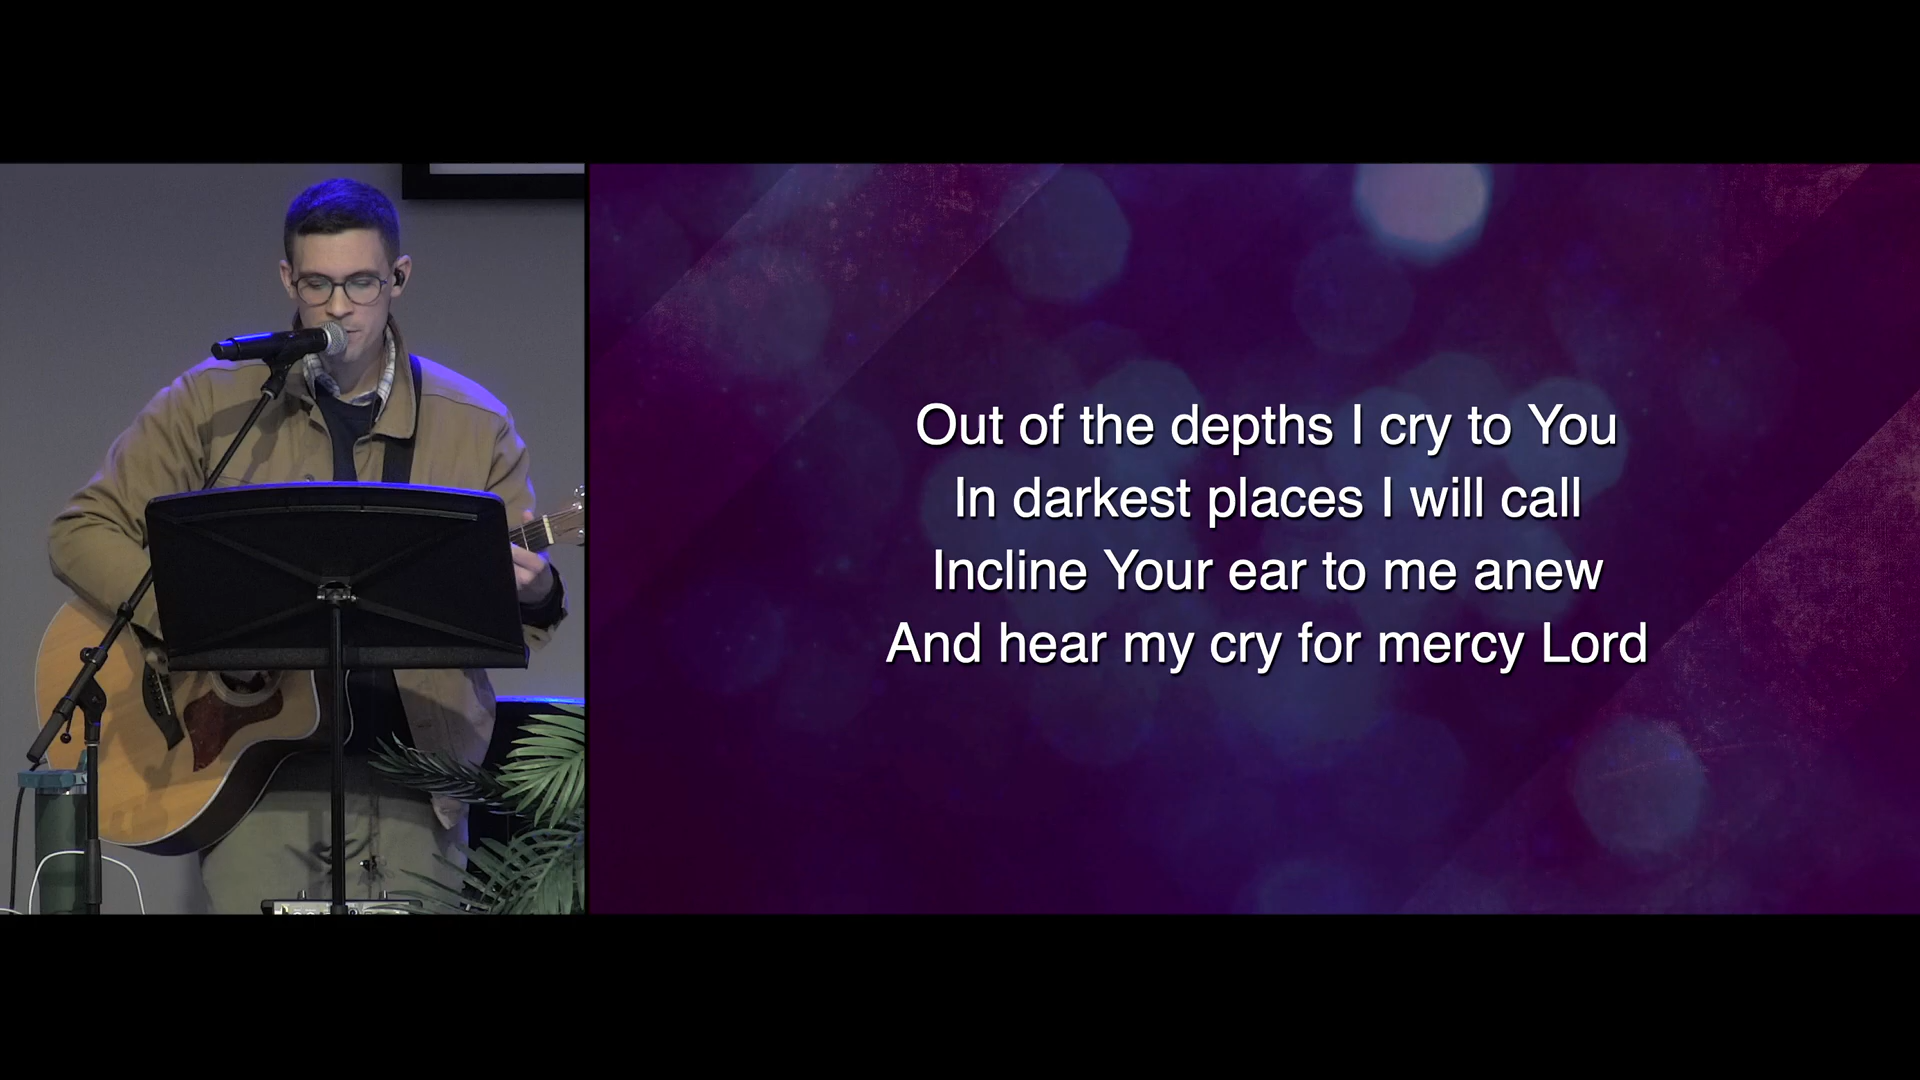 Out of the depths I cry to You
In darkest places I will call
Incline Your ear to me anew
And hear my cry for mercy Lord